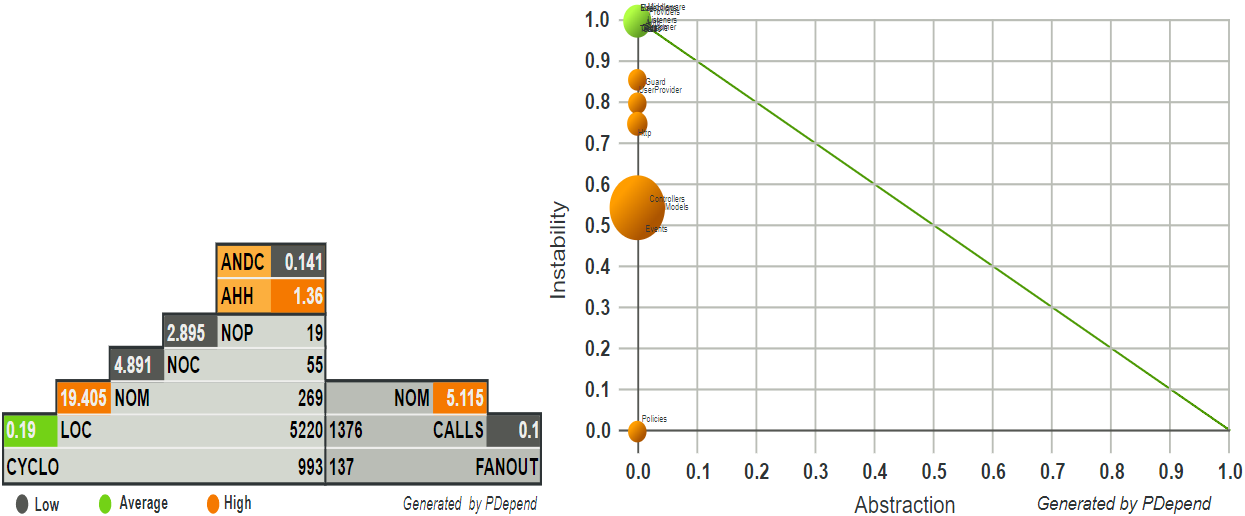 ANDC 0.141
AHH 1.36
2.895 NOP 19
4.891 NOC 55
19.405 NOM 269 NOM 5.115
0.19 LOC 5220 1376 CALLS 0.1
CYCLO 993 137 FANOUT
Low Average High Generated by PDepend
Instability
1.0
0.9
0.8
0.7
0.6
0.5
0.4
0.3
0.2
0.1
0.0
Middleware
Providers
Listeners
Guard
UserProvider
Http
Controllers
Models
Events
Policies
0.0 0.1 0.2 0.3 0.4 0.5 0.6 0.7 0.8 0.9 1.0
Abstraction Generated by PDepend